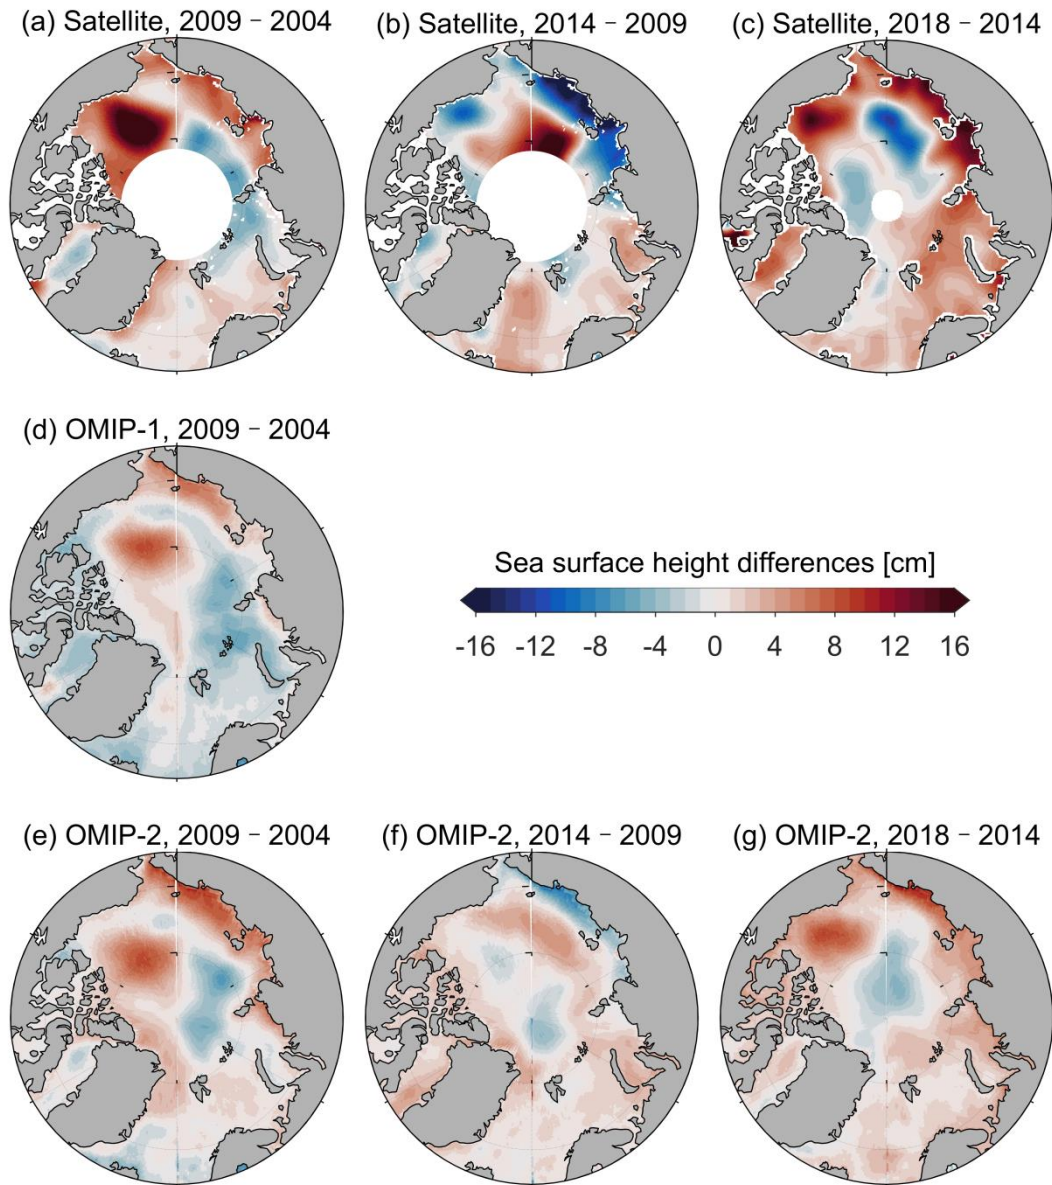 (a) Satellite, 2009 - 2004
(b) Satellite, 2014 - 2009
(c) Satellite, 2018 - 2014
(d) OMIP-1, 2009 - 2004
Sea surface height differences [cm]
-16 -12 -8 -4 0 4 8 12 16
(e) OMIP-2, 2009 - 2004
(f) OMIP-2, 2014 - 2009
(g) OMIP-2, 2018 - 2014